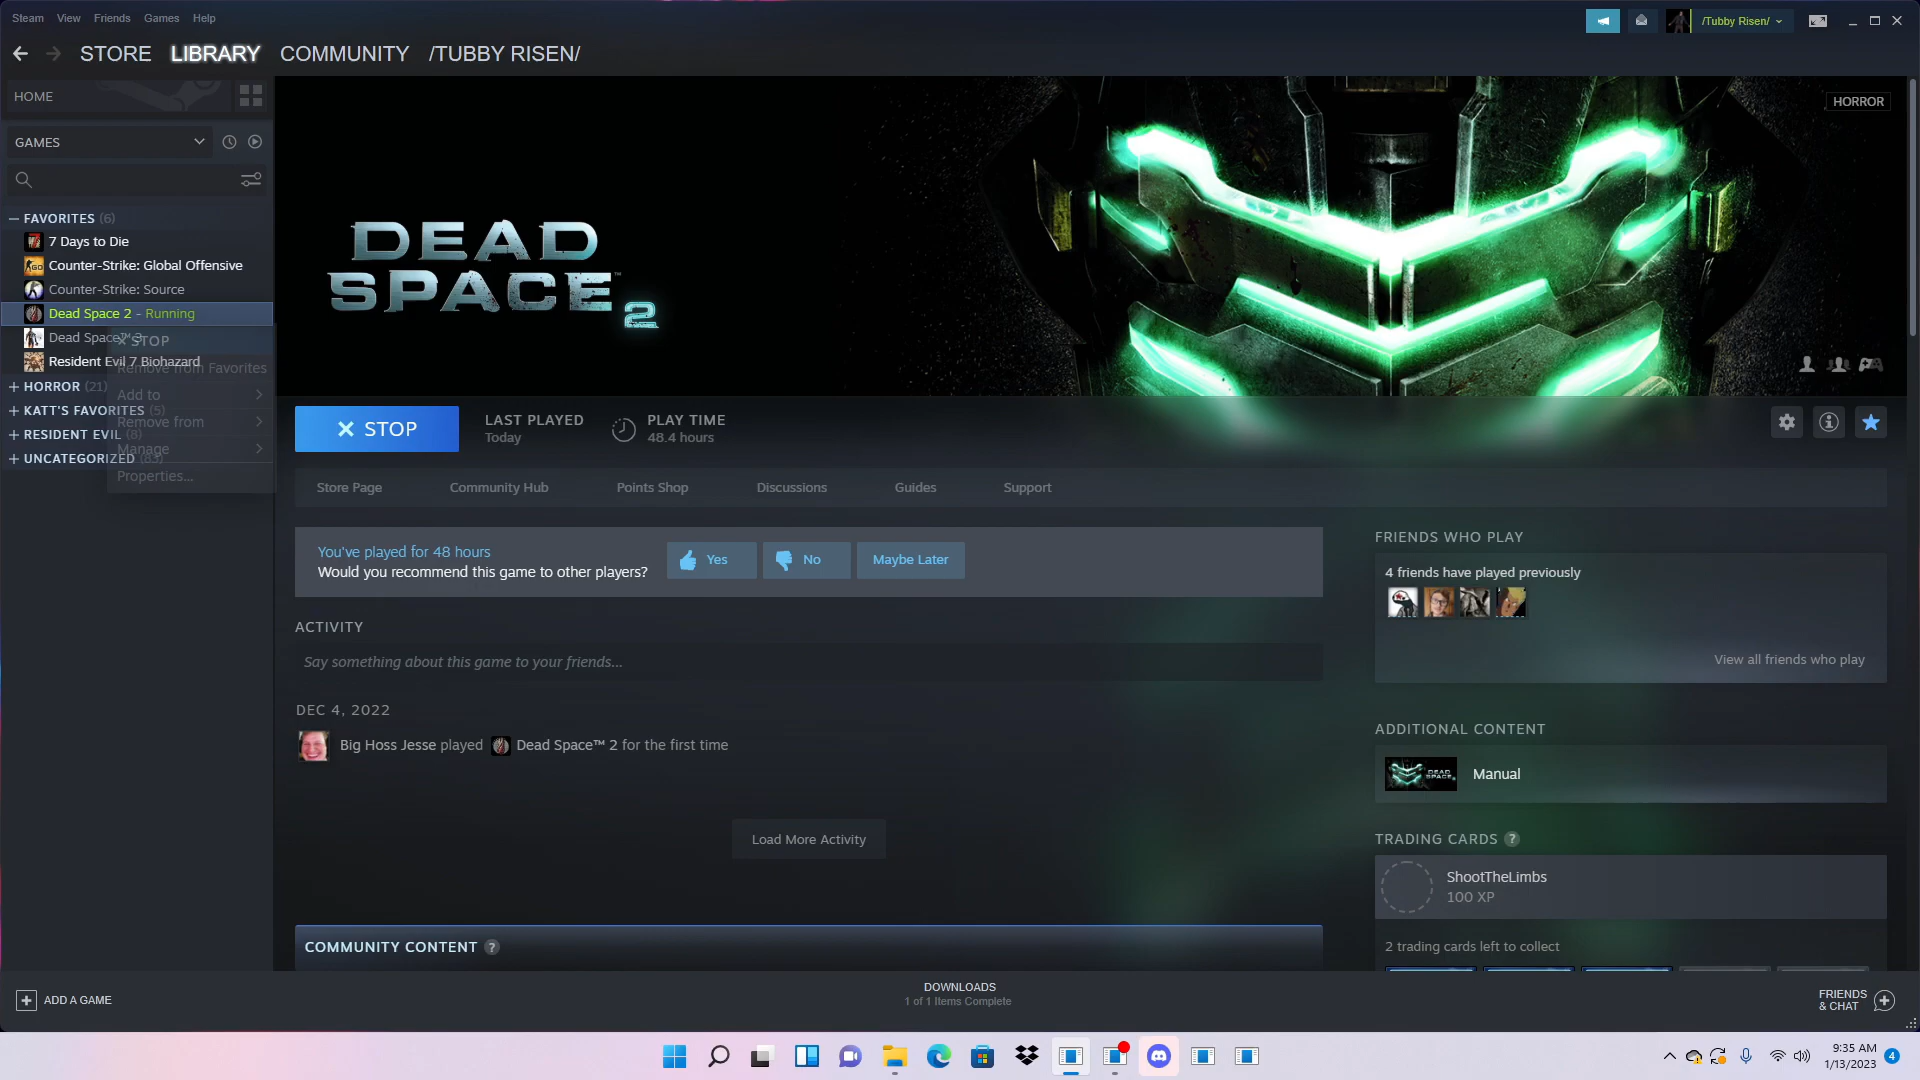 Steam View Friends Games Help
/Tubby Risen/
STORE LIBRARY COMMUNITY /TUBBY RISEN/
HOME
GAMES
HORROR
FAVORITES (6)
7 Days to Die
Counter-Strike: Global Offensive
Counter-Strike: Source
Dead Space 2 - Running
Dead Space™ 3
Resident Evil 7 Biohazard
HORROR (21)
KATT'S FAVORITES (5)
RESIDENT EVIL (8)
UNCATEGORIZED (83)
STOP
Remove from Favorites
Add to
Remove from
Manage
Properties...
DEAD
SPACE™
2
STOP
LAST PLAYED
Today
PLAY TIME
48.4 hours
Store Page Community Hub Points Shop Discussions Guides Support
You've played for 48 hours
Would you recommend this game to other players?
Yes No Maybe Later
ACTIVITY
Say something about this game to your friends...
DEC 4, 2022
Big Hoss Jesse played Dead Space™ 2 for the first time
Load More Activity
COMMUNITY CONTENT ?
FRIENDS WHO PLAY
4 friends have played previously
View all friends who play
ADDITIONAL CONTENT
DEAD SPACE
Manual
TRADING CARDS ?
ShootTheLimbs
100 XP
2 trading cards left to collect
ADD A GAME
DOWNLOADS
1 of 1 Items Complete
FRIENDS
& CHAT
9:35 AM
1/13/2023
4